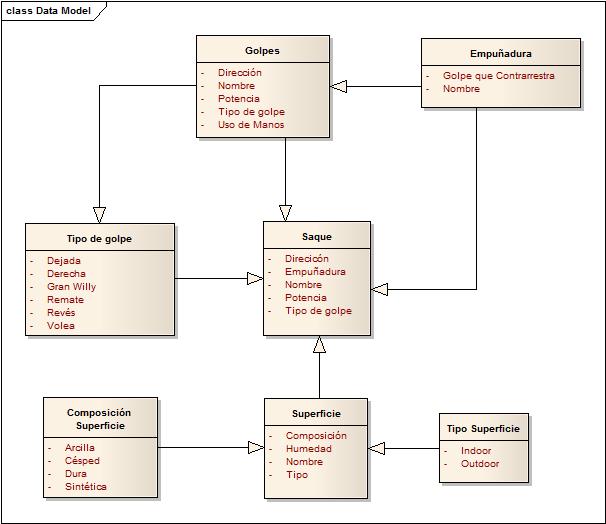 class Data Model
Golpes
- Dirección
- Nombre
- Potencia
- Tipo de golpe
- Uso de Manos
Empuñadura
- Golpe que Contrarrestra
- Nombre
Tipo de golpe
- Dejada
- Derecha
- Gran Willy
- Remate
- Revés
- Volea
Saque
- Direicón
- Empuñadura
- Nombre
- Potencia
- Tipo de golpe
Composición
Superficie
- Arcilla
- Césped
- Dura
- Sintética
Superficie
- Composición
- Humedad
- Nombre
- Tipo
Tipo Superficie
- Indoor
- Outdoor